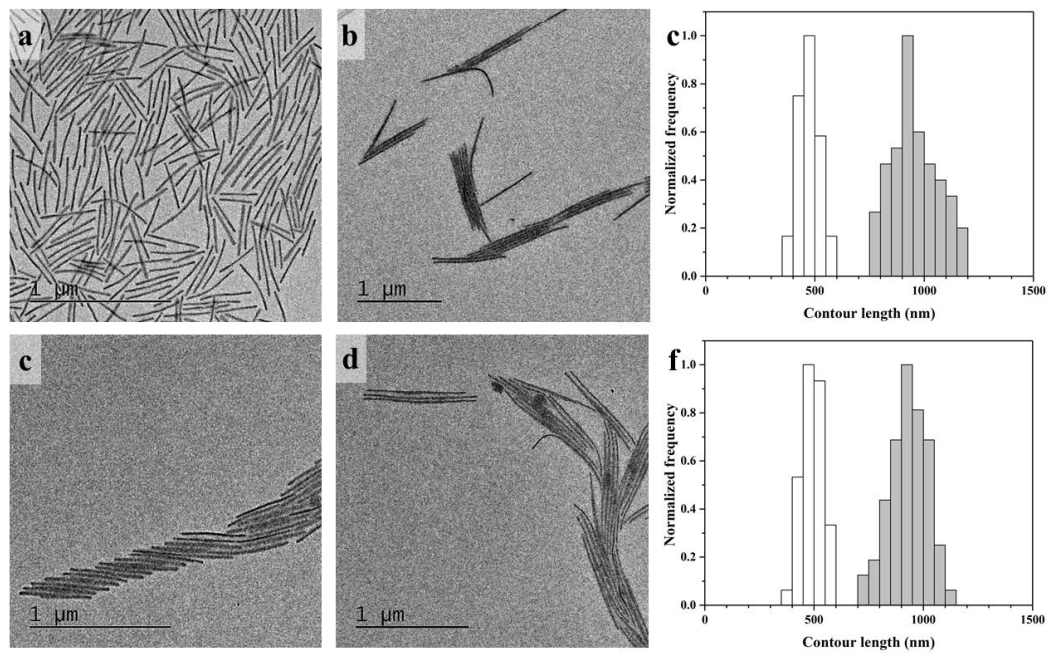 a
b
c
1 μm
1 μm
Normalized frequency
1.0
0.8
0.6
0.4
0.2
0.0
0
500
1000
1500
Contour length (nm)
c
d
f
1 μm
1 μm
Normalized frequency
1.0
0.8
0.6
0.4
0.2
0.0
0
500
1000
1500
Contour length (nm)